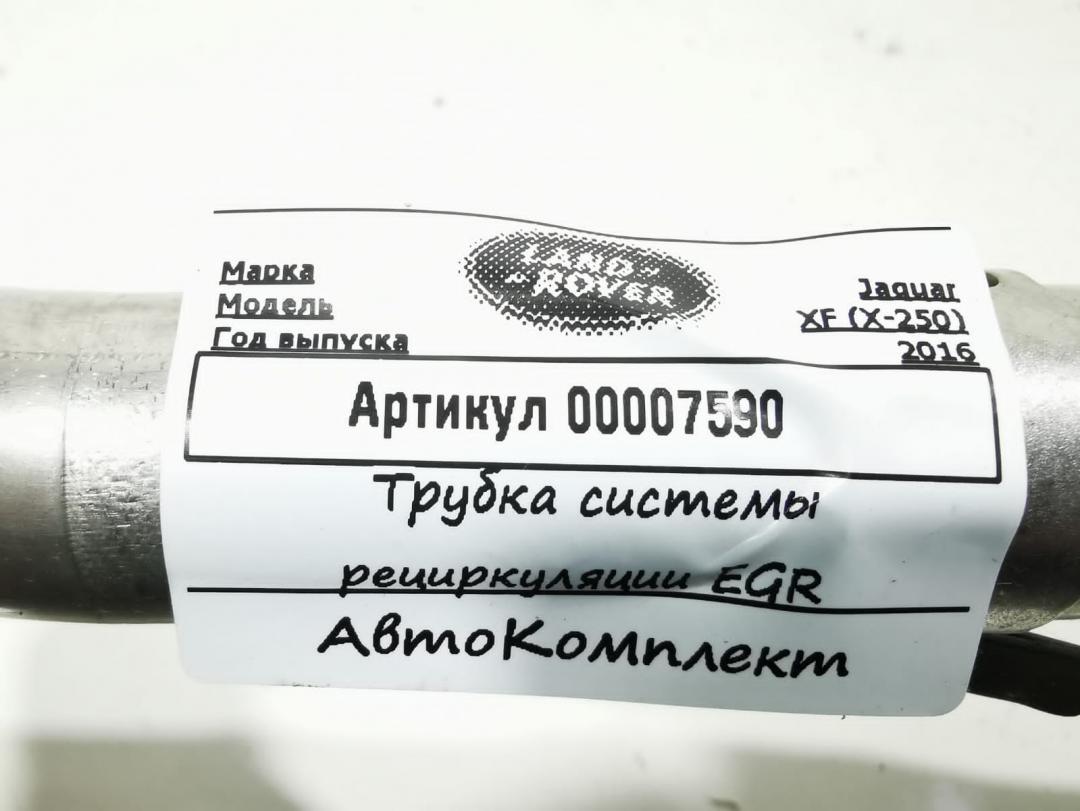 LAND ROVER
Марка Jaguar
Модель XF (X-250)
Год выпуска 2016
Артикул 00007590
Трубка системы
рециркуляции EGR
АвтоКомплект